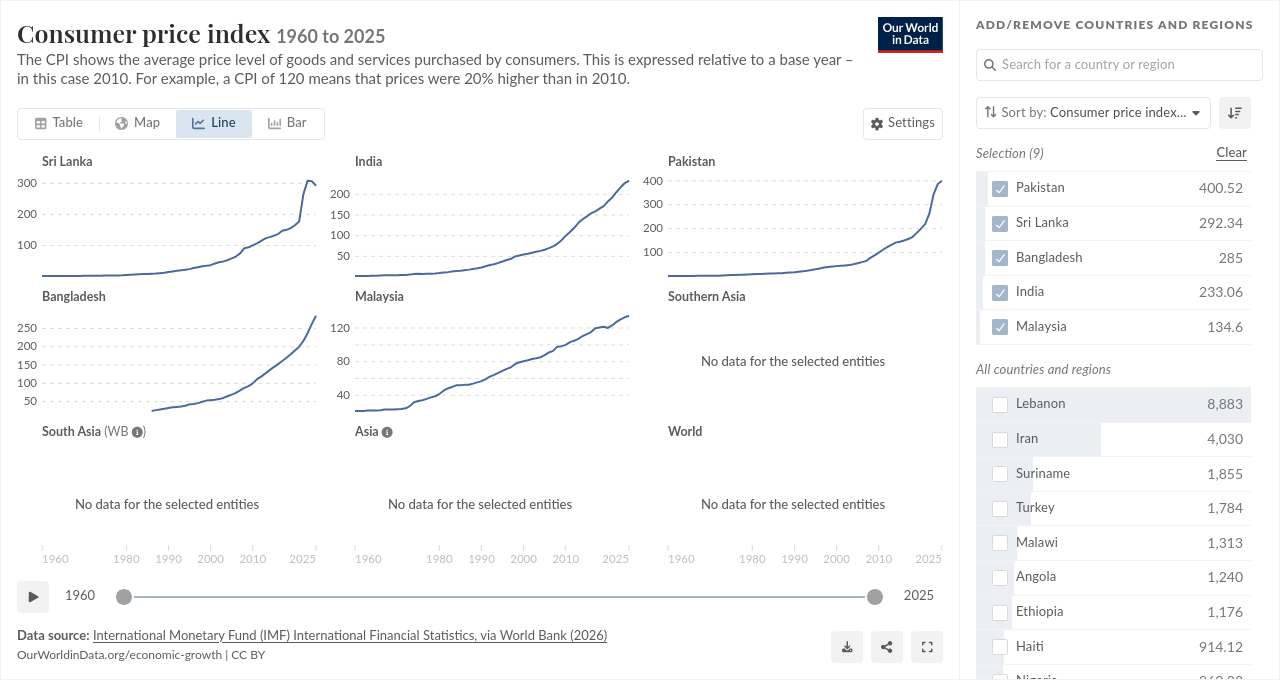 Consumer price index 1960 to 2025
The CPI shows the average price level of goods and services purchased by consumers. This is expressed relative to a base year –
in this case 2010. For example, a CPI of 120 means that prices were 20% higher than in 2010.
Our World
in Data
Table
Map
Line
Bar
Settings
Sri Lanka
300
200
100
India
200
150
100
50
Pakistan
400
300
200
100
Bangladesh
250
200
150
100
50
Malaysia
120
80
40
Southern Asia
No data for the selected entities
South Asia (WB)
No data for the selected entities
Asia
No data for the selected entities
World
No data for the selected entities
1960 1980 1990 2000 2010 2025
1960 1980 1990 2000 2010 2025
1960 1980 1990 2000 2010 2025
1960
2025
Data source: International Monetary Fund (IMF) International Financial Statistics, via World Bank (2026)
OurWorldinData.org/economic-growth | CC BY
ADD/REMOVE COUNTRIES AND REGIONS
Search for a country or region
Sort by: Consumer price index...
Selection (9)
Clear
Pakistan 400.52
Sri Lanka 292.34
Bangladesh 285
India 233.06
Malaysia 134.6
All countries and regions
Lebanon 8,883
Iran 4,030
Suriname 1,855
Turkey 1,784
Malawi 1,313
Angola 1,240
Ethiopia 1,176
Haiti 914.12